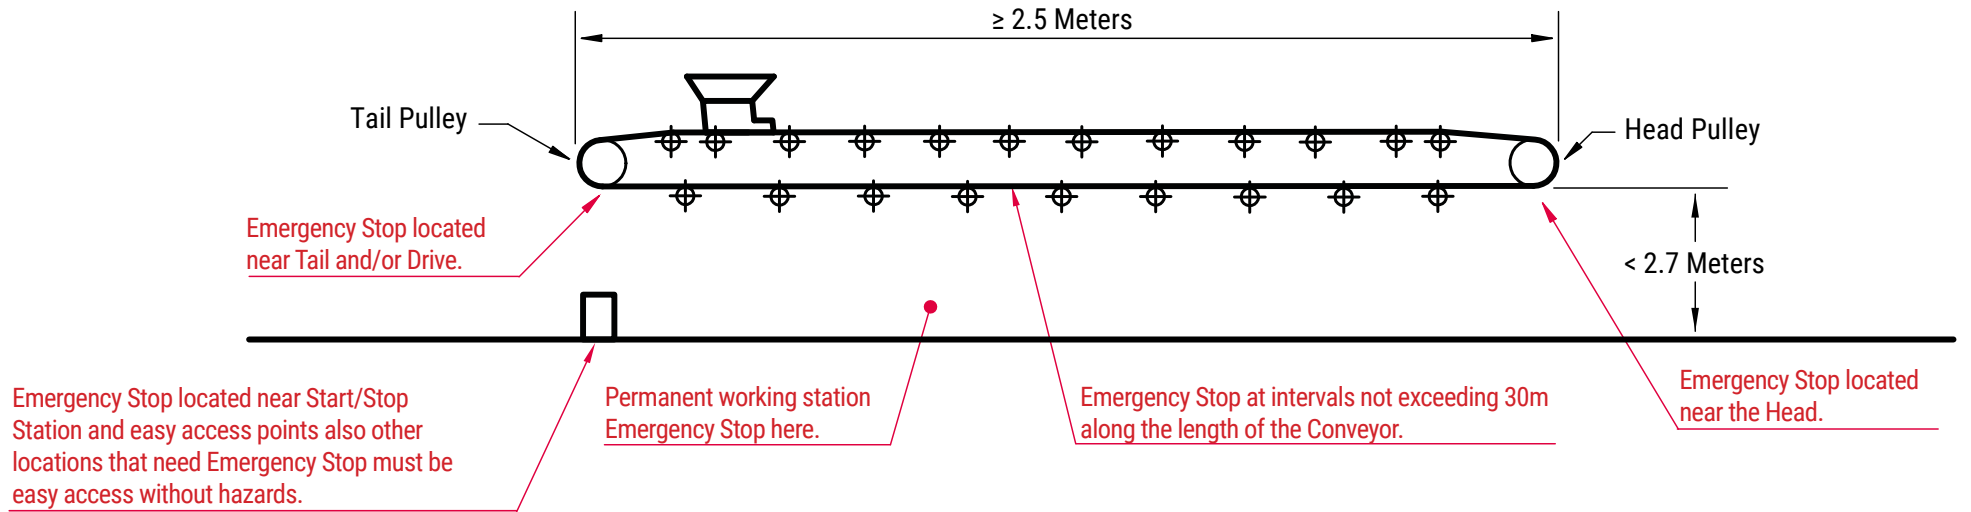 ≥ 2.5 Meters
Tail Pulley
Head Pulley
Emergency Stop located
near Tail and/or Drive.
< 2.7 Meters
Emergency Stop located near Start/Stop
Station and easy access points also other
locations that need Emergency Stop must be
easy access without hazards.
Permanent working station
Emergency Stop here.
Emergency Stop at intervals not exceeding 30m
along the length of the Conveyor.
Emergency Stop located
near the Head.